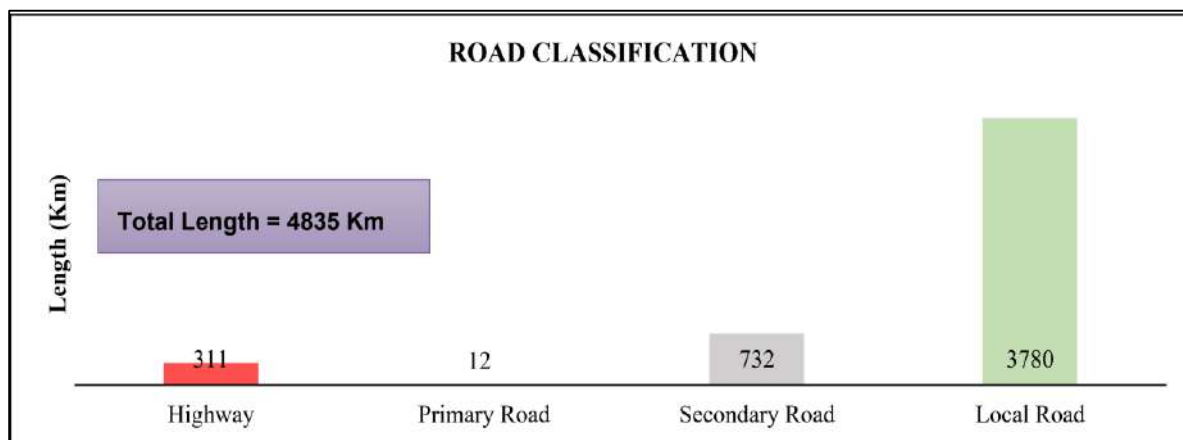 ROAD CLASSIFICATION
Length (Km)
Total Length = 4835 Km
311
12
732
3780
Highway
Primary Road
Secondary Road
Local Road